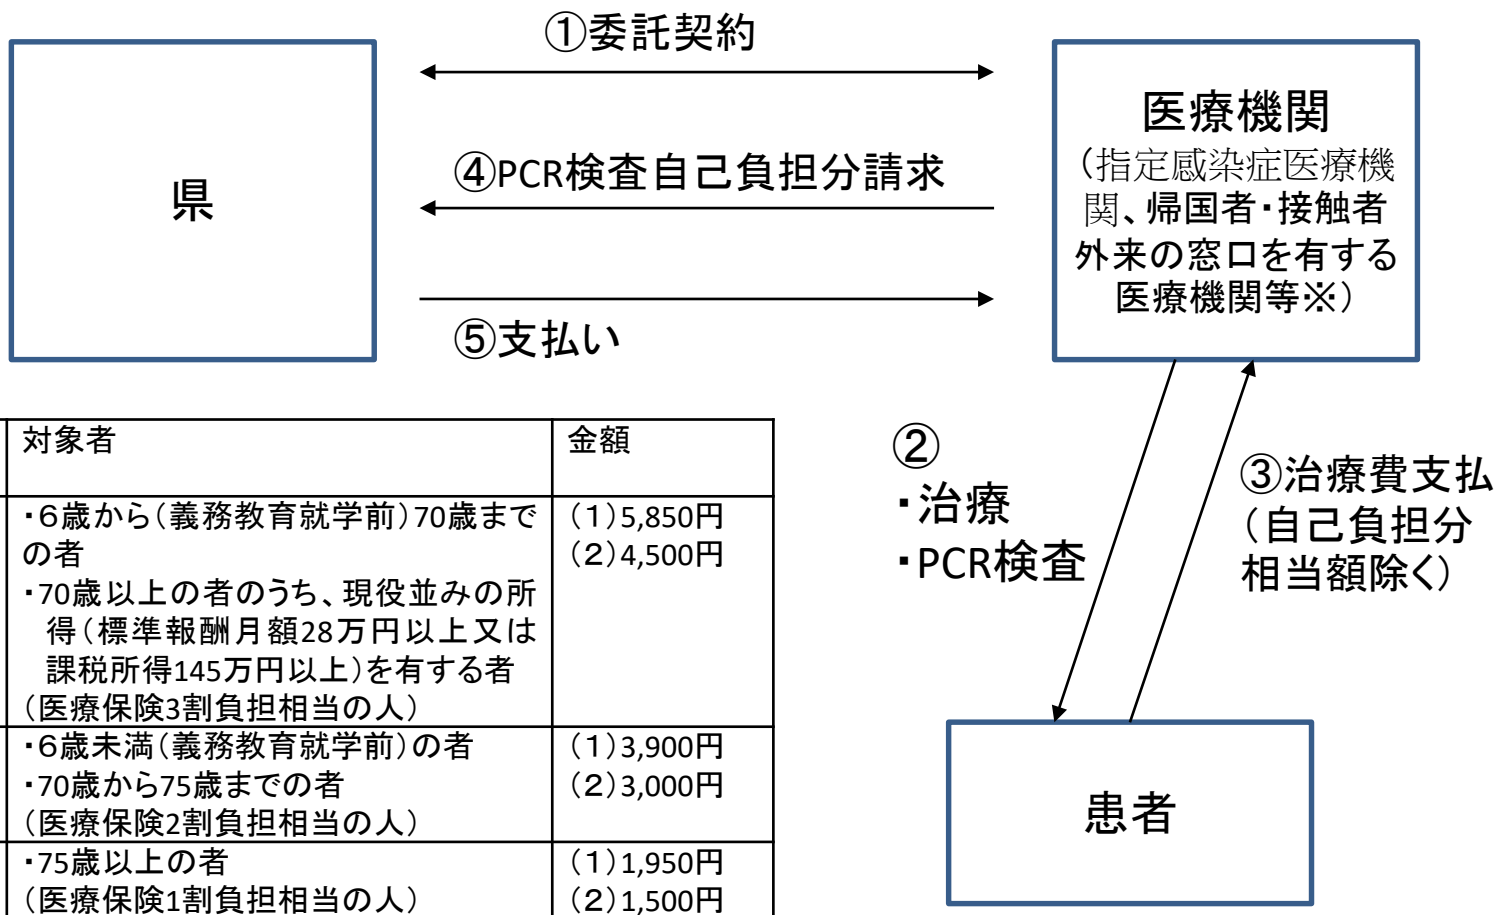 ①委託契約
県
④PCR検査自己負担分請求
⑤支払い
医療機関
（指定感染症医療機
関、帰国者・接触者
外来の窓口を有する
医療機関等※）
②
・治療
・PCR検査
③治療費支払
（自己負担分
相当額除く）
患者
対象者
金額
・６歳から（義務教育就学前）70歳まで
の者
・70歳以上の者のうち、現役並みの所
得（標準報酬月額28万円以上又は
課税所得145万円以上）を有する者
（医療保険3割負担相当の人）
（１）5,850円
（２）4,500円
・６歳未満（義務教育就学前）の者
・70歳から75歳までの者
（医療保険2割負担相当の人）
（１）3,900円
（２）3,000円
・75歳以上の者
（医療保険1割負担相当の人）
（１）1,950円
（２）1,500円